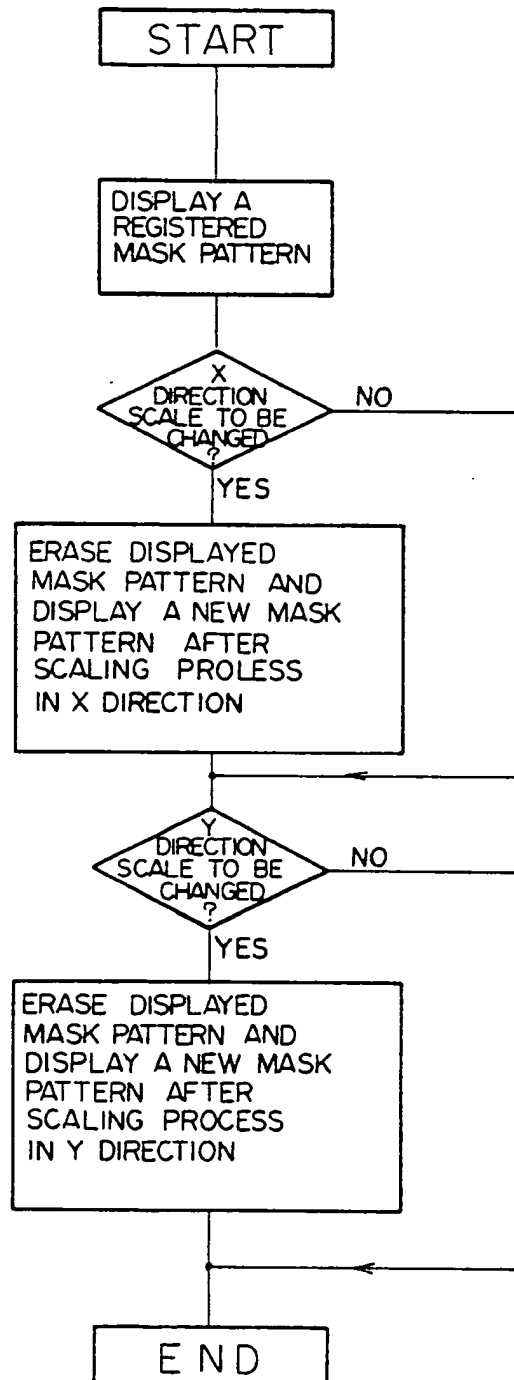 START
DISPLAY A
REGISTERED
MASK PATTERN
X
DIRECTION
SCALE TO BE
CHANGED
?
NO
YES
ERASE DISPLAYED
MASK PATTERN AND
DISPLAY A NEW MASK
PATTERN AFTER
SCALING PROLESS
IN X DIRECTION
Y
DIRECTION
SCALE TO BE
CHANGED
?
NO
YES
ERASE DISPLAYED
MASK PATTERN AND
DISPLAY A NEW MASK
PATTERN AFTER
SCALING PROCESS
IN Y DIRECTION
END